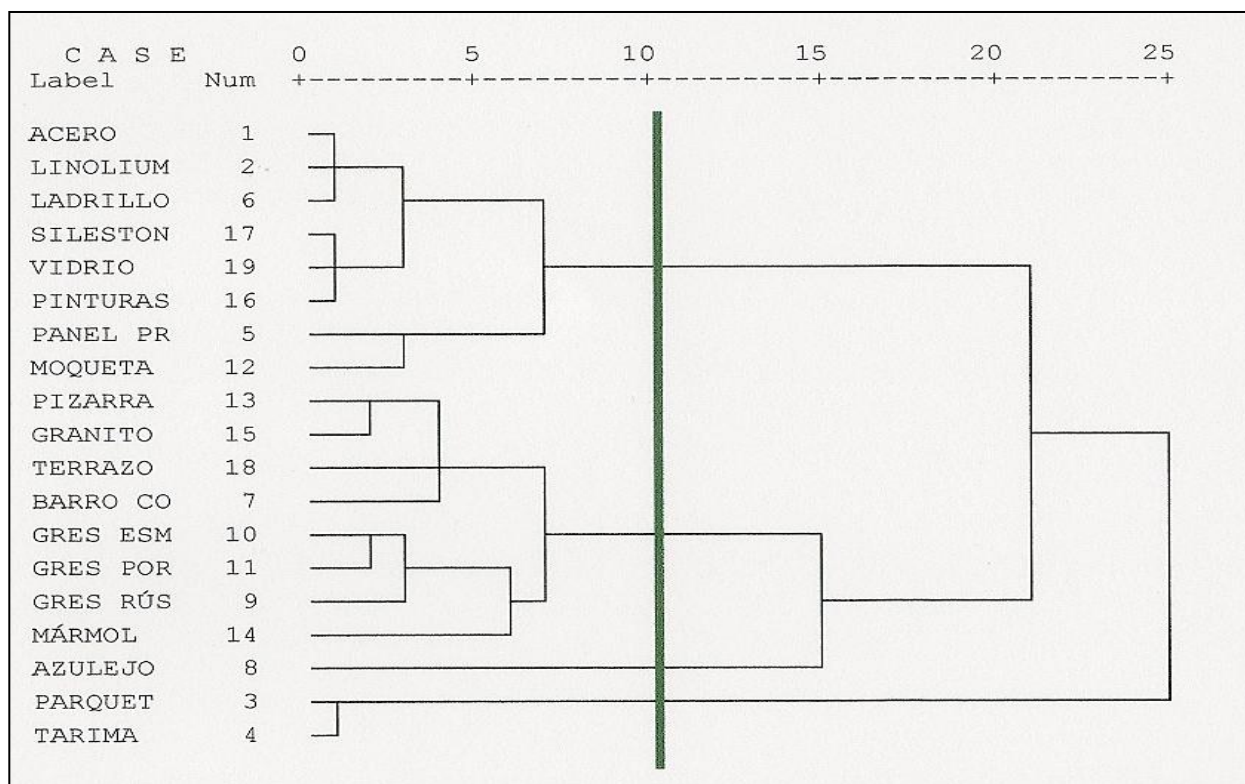 C A S E 0 5 10 15 20 25
Label Num +---------+---------+---------+---------+---------+
ACERO 1
LINOLIUM 2
LADRILLO 6
SILESTON 17
VIDRIO 19
PINTURAS 16
PANEL PR 5
MOQUETA 12
PIZARRA 13
GRANITO 15
TERRAZO 18
BARRO CO 7
GRES ESM 10
GRES POR 11
GRES RÚS 9
MÁRMOL 14
AZULEJO 8
PARQUET 3
TARIMA 4